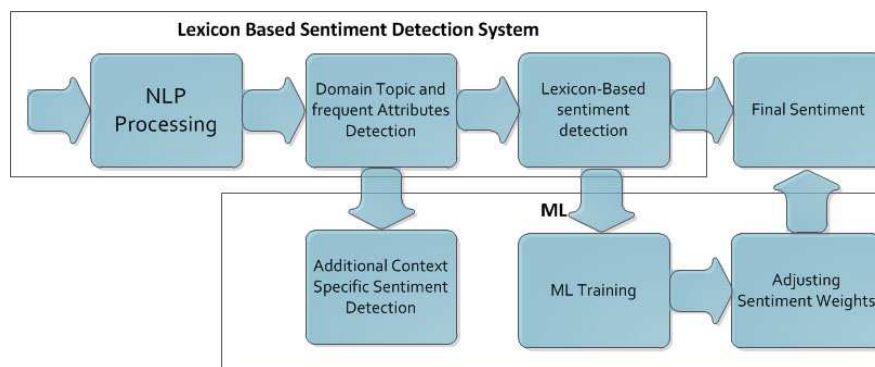 Lexicon Based Sentiment Detection System
NLP
Processing
Domain Topic and
frequent Attributes
Detection
Lexicon-Based
sentiment
detection
Final Sentiment
ML
Additional Context
Specific Sentiment
Detection
ML Training
Adjusting
Sentiment Weights